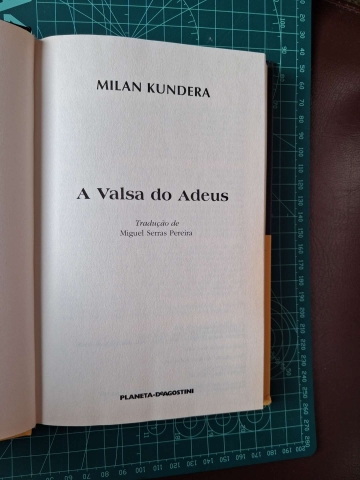 MILAN KUNDERA
A Valsa do Adeus
Tradução de
Miguel Serras Pereira
PLANETA-DeAGOSTINI